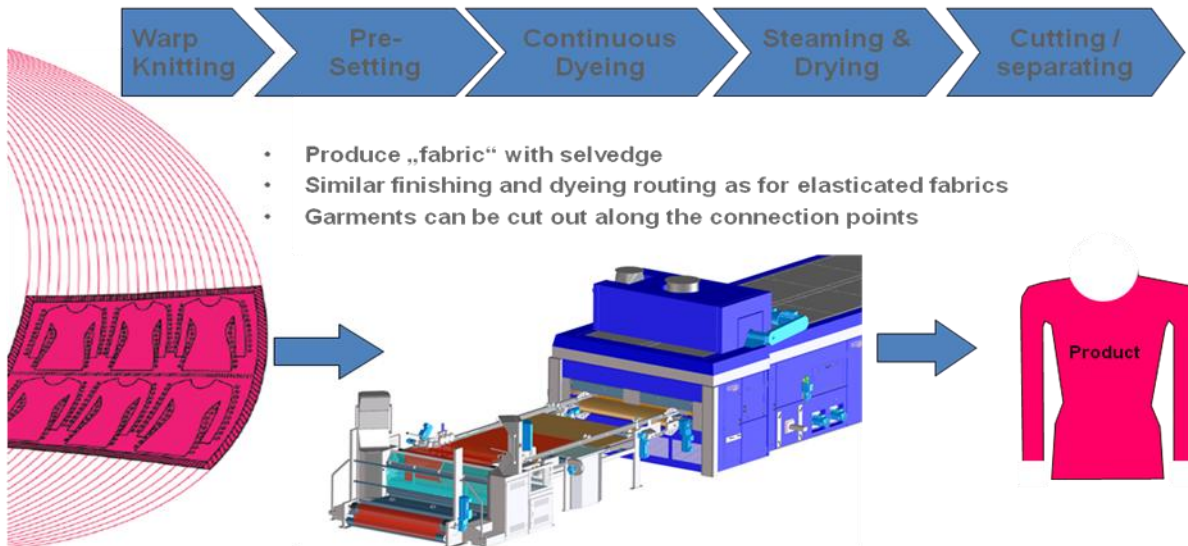 Warp
Knitting
Pre-
Setting
Continuous
Dyeing
Steaming &
Drying
Cutting /
separating
• Produce „fabric“ with selvedge
• Similar finishing and dyeing routing as for elasticated fabrics
• Garments can be cut out along the connection points
Product